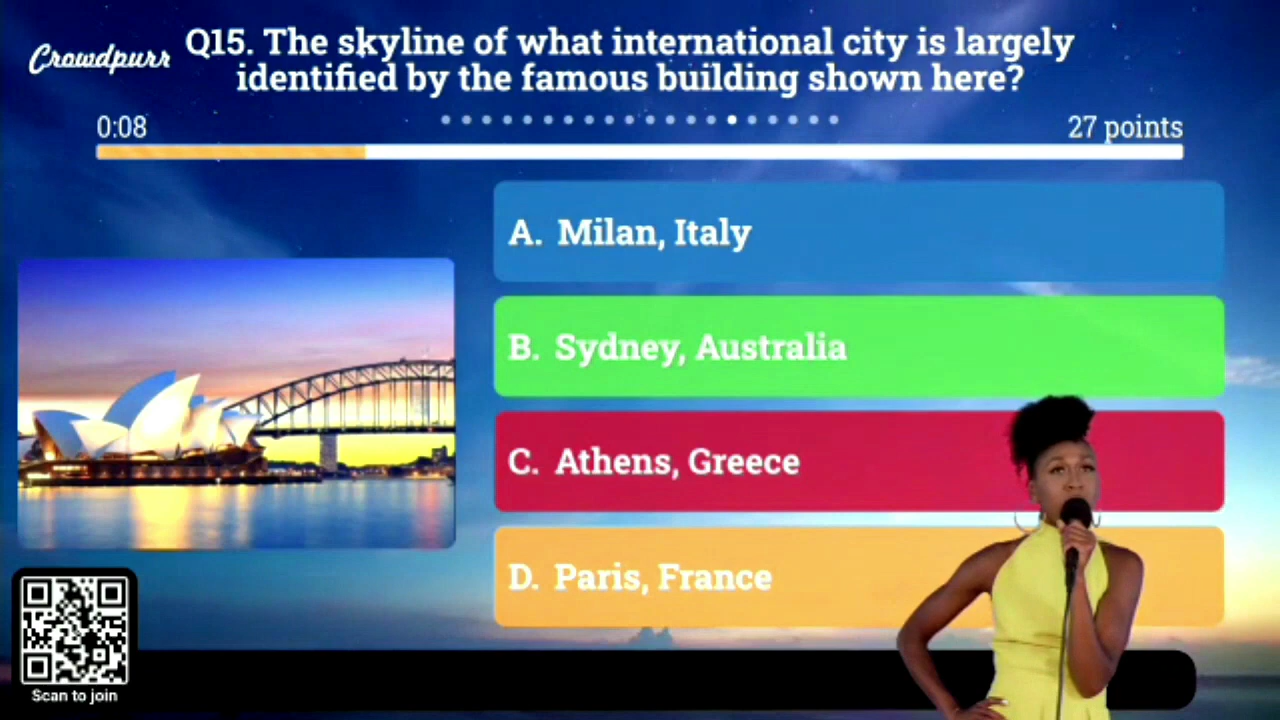 Crowdpurr
Q15. The skyline of what international city is largely
identified by the famous building shown here?
0:08
27 points
A. Milan, Italy
B. Sydney, Australia
C. Athens, Greece
D. Paris, France
Scan to join